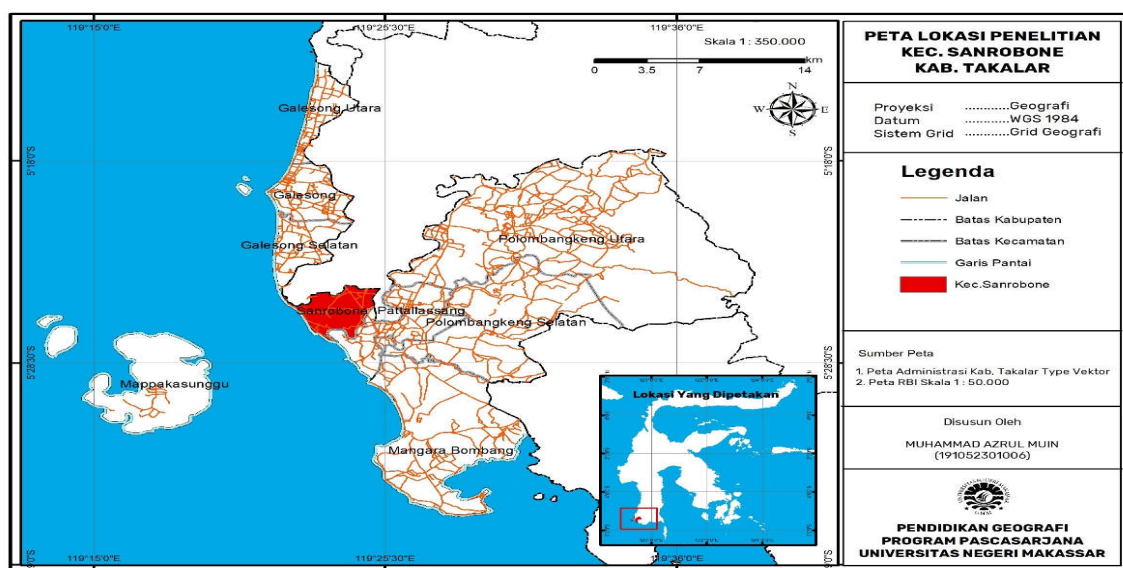 119°15'0"E
119°25'30"E
119°36'0"E
5°18'0"S
5°28'30"S
Skala 1 : 350.000
km
0
3.5
7
14
N
W
E
S
Galesong Utara
Galesong
Galesong Selatan
Polombangkeng Utara
Sanrobone
Pattallassang
Polombangkeng Selatan
Mappakasunggu
Mangara Bombang
Lokasi Yang Dipetakan
5°18'0"S
5°28'30"S
9'0"S
9'0"S
119°15'0"E
119°25'30"E
119°36'0"E
PETA LOKASI PENELITIAN
KEC. SANROBONE
KAB. TAKALAR
Proyeksi ............Geografi
Datum ............WGS 1984
Sistem Grid ............Grid Geografi
Legenda
Jalan
Batas Kabupaten
Batas Kecamatan
Garis Pantai
Kec.Sanrobone
Sumber Peta
1. Peta Administrasi Kab, Takalar Type Vektor
2. Peta RBI Skala 1 : 50.000
Disusun Oleh
MUHAMMAD AZRUL MUIN
(191052301006)
PENDIDIKAN GEOGRAFI
PROGRAM PASCASARJANA
UNIVERSITAS NEGERI MAKASSAR